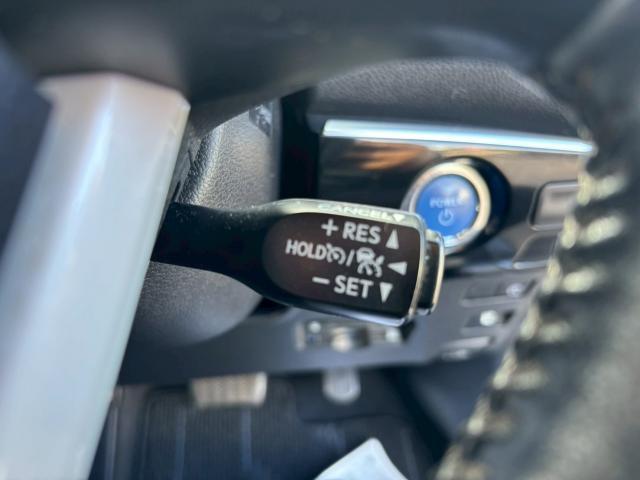 CANCEL
+ RES
HOLD /
- SET
POWER